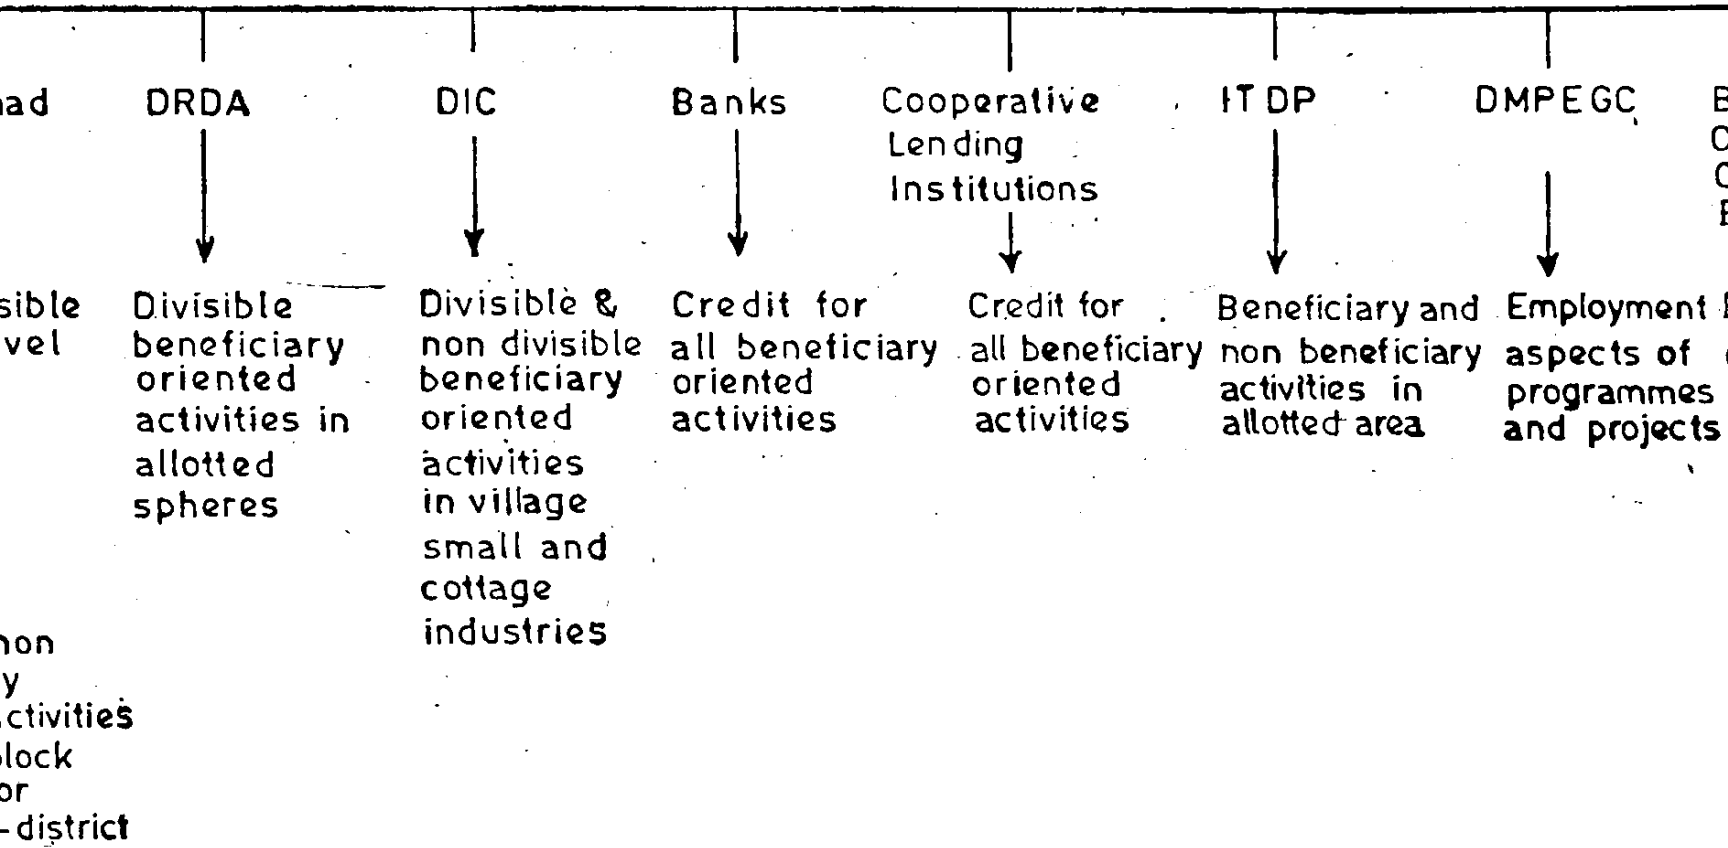 DRDA
Divisible
beneficiary
oriented
activities in
allotted
spheres
DIC
Divisible &
non divisible
beneficiary
oriented
activities
in village
small and
cottage
industries
Banks
Credit for
all beneficiary
oriented
activities
Cooperative
Lending
Institutions
Credit for
all beneficiary
oriented
activities
ITDP
Beneficiary and
non beneficiary
activities in
allotted area
DMPEGC
Employment
aspects of
programmes
and projects
-district